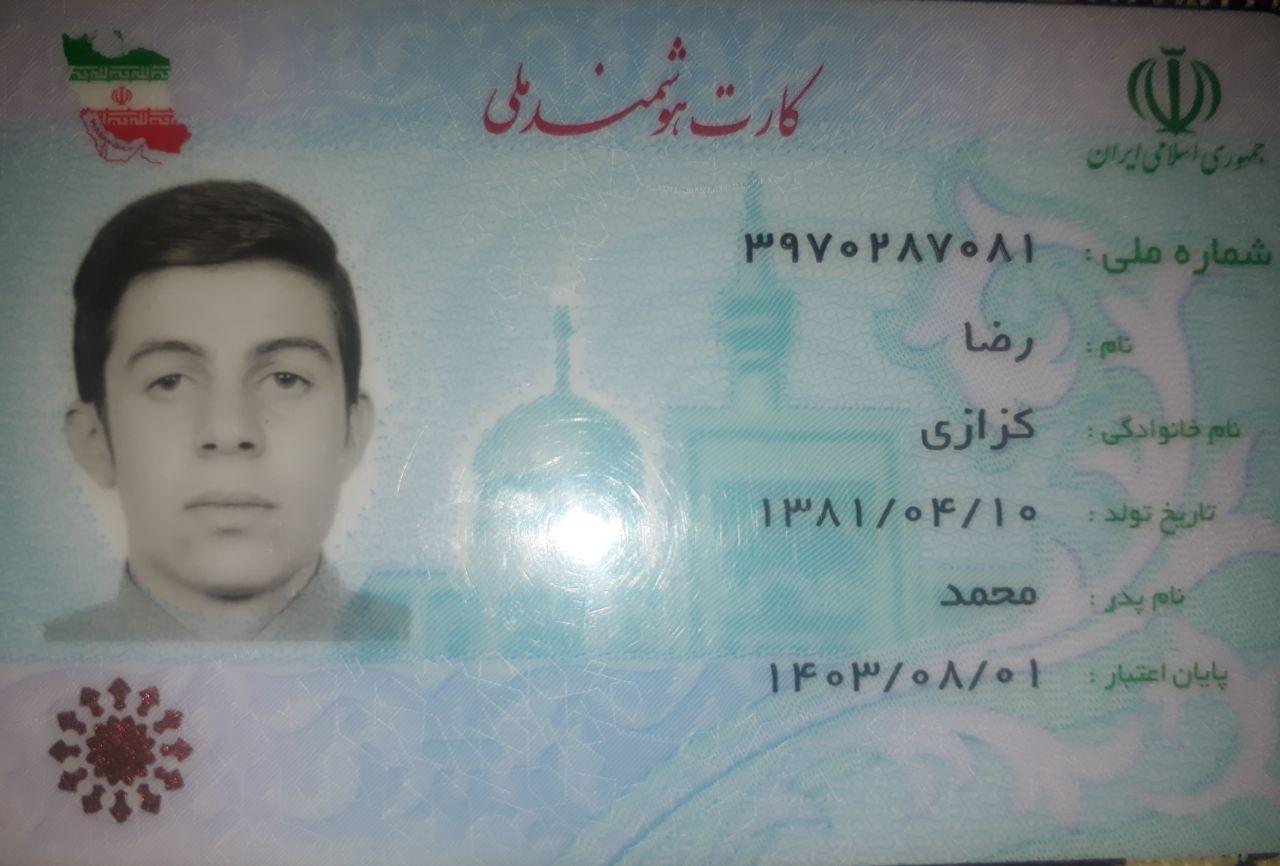 کارت هوشمند ملی
جمهوری اسلامی ایران
شماره ملی : ۳۹۷۰۲۸۷۰۸۱
نام : رضا
نام خانوادگی : کزازی
تاریخ تولد : ۱۳۸۱/۰۴/۱۰
نام پدر : محمد
پایان اعتبار : ۱۴۰۳/۰۸/۰۱